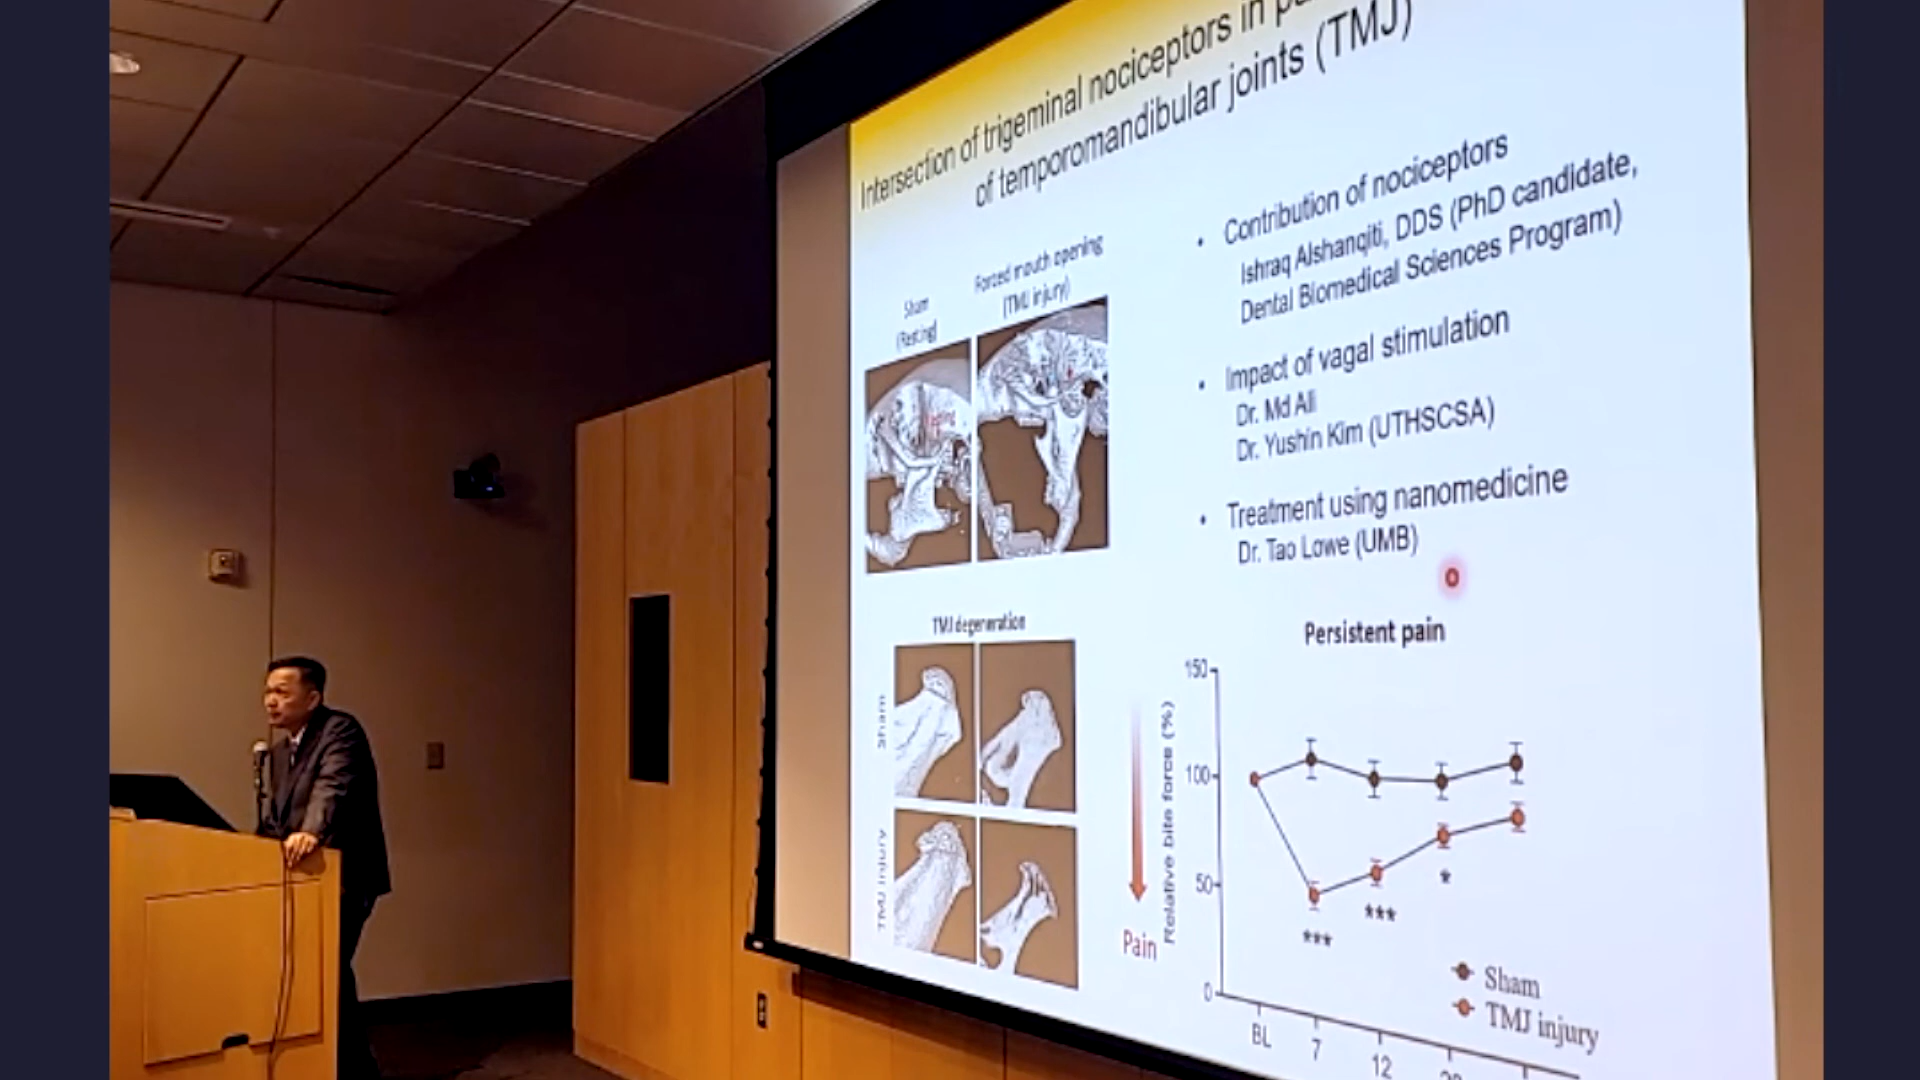 Intersection of trigeminal nociceptors in
of temporomandibular joints (TMJ)
Sham
(Resting)
Forced mouth opening
(TMJ injury)
• Contribution of nociceptors
Ishraq Alshanqiti, DDS (PhD candidate,
Dental Biomedical Sciences Program)
• Impact of vagal stimulation
Dr. Md Ali
Dr. Yushin Kim (UTHSCSA)
• Treatment using nanomedicine
Dr. Tao Lowe (UMB)
TMJ degeneration
Sham
TMJ injury
Persistent pain
Pain
Relative bite force (%)
150
100
50
0
***
***
*
Sham
TMJ injury
BL
7
12